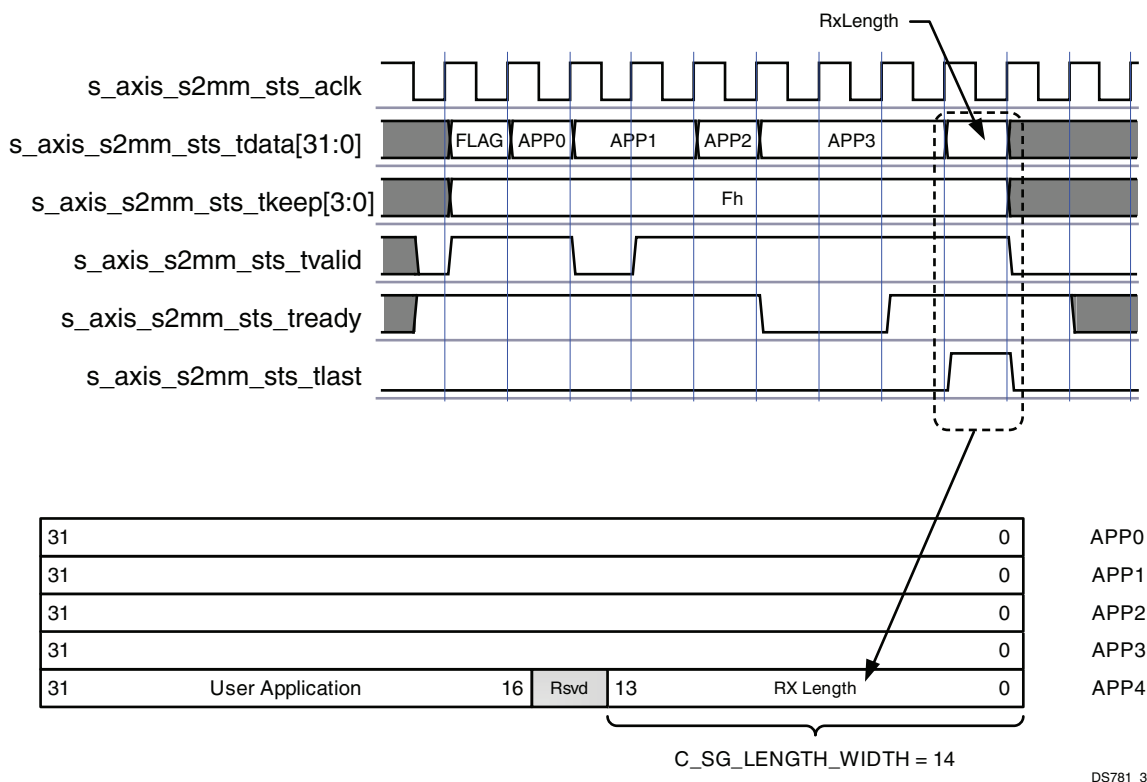 RxLength
s_axis_s2mm_sts_aclk
s_axis_s2mm_sts_tdata[31:0] FLAG APP0 APP1 APP2 APP3
s_axis_s2mm_sts_tkeep[3:0] Fh
s_axis_s2mm_sts_tvalid
s_axis_s2mm_sts_tready
s_axis_s2mm_sts_tlast
31 0 APP0
31 0 APP1
31 0 APP2
31 0 APP3
31 User Application 16 Rsvd 13 RX Length 0 APP4
C_SG_LENGTH_WIDTH = 14
DS781_3